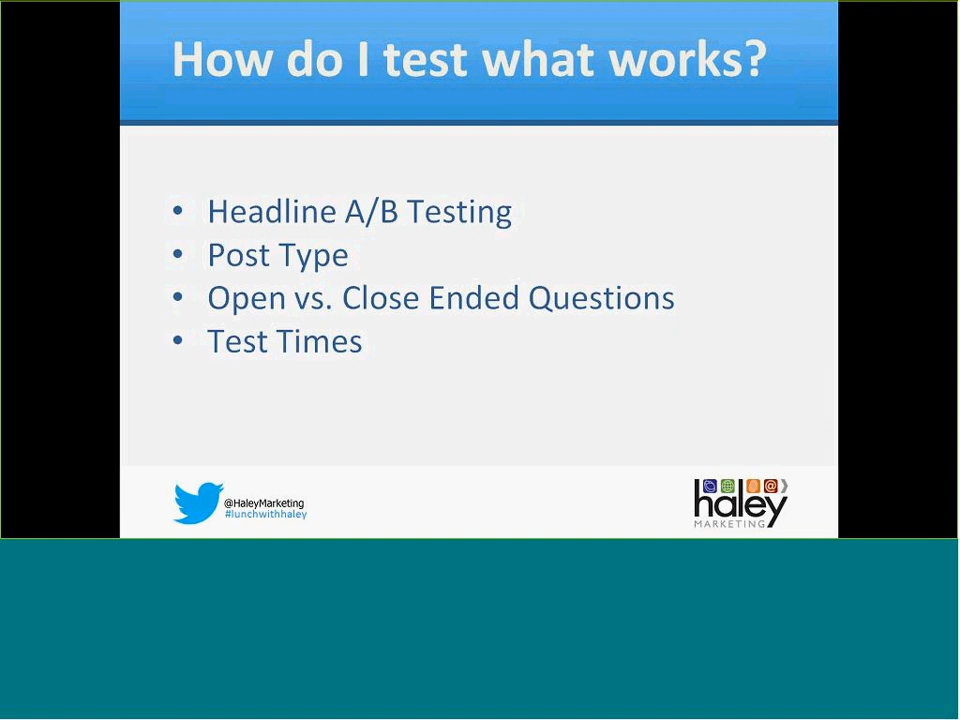 How do I test what works?
• Headline A/B Testing
• Post Type
• Open vs. Close Ended Questions
• Test Times
@HaleyMarketing
#lunchwithhaley
haley
MARKETING